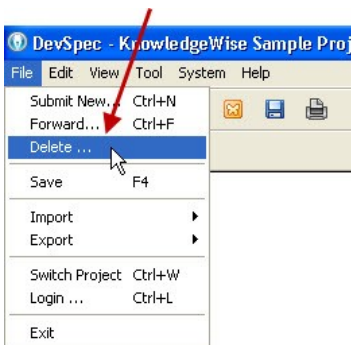 DevSpec - KnowledgeWise Sample Proj
File Edit View Tool System Help
Submit New... Ctrl+N
Forward... Ctrl+F
Delete ...
Save F4
Import
Export
Switch Project Ctrl+W
Login ... Ctrl+L
Exit